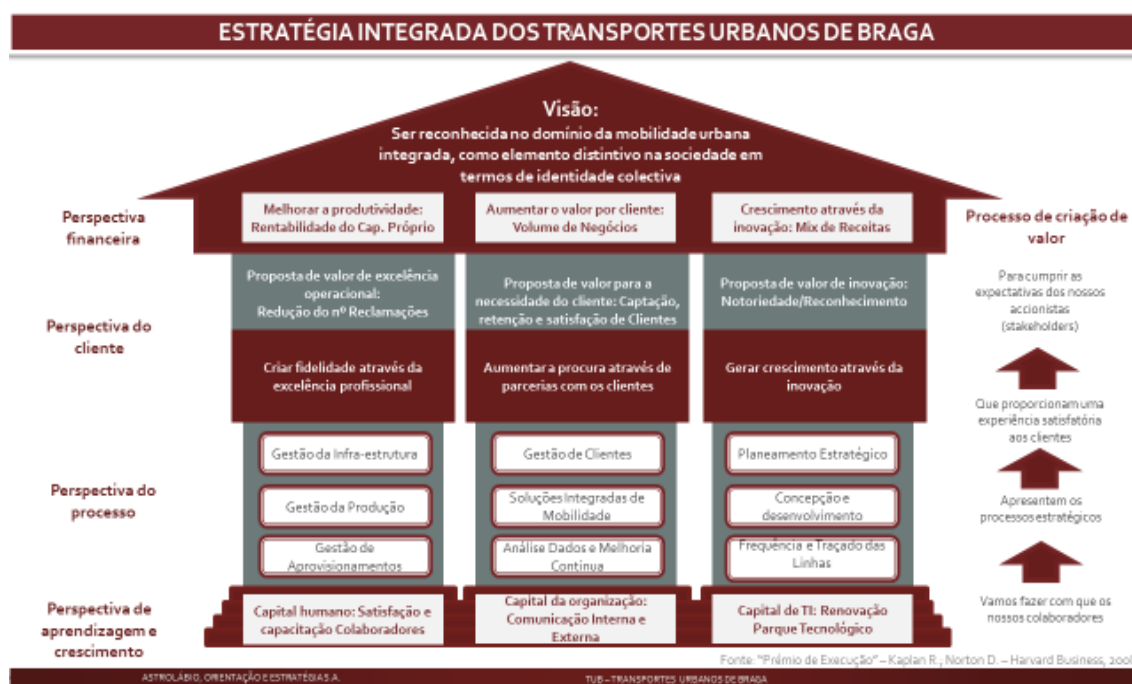 ESTRATÉGIA INTEGRADA DOS TRANSPORTES URBANOS DE BRAGA
Visão:
Ser reconhecida no domínio da mobilidade urbana
integrada, como elemento distintivo na sociedade em
termos de identidade colectiva
Perspectiva
financeira
Melhorar a produtividade:
Rentabilidade do Cap. Próprio
Aumentar o valor por cliente:
Volume de Negócios
Crescimento através da
inovação: Mix de Receitas
Processo de criação de
valor
Perspectiva do
cliente
Proposta de valor de excelência
operacional:
Redução do nº Reclamações
Proposta de valor para a
necessidade do cliente: Captação,
retenção e satisfação de Clientes
Proposta de valor de inovação:
Notoriedade/Reconhecimento
Para cumprir as
expectativas dos nossos
accionistas
(stakeholders)
Criar fidelidade através da
excelência profissional
Aumentar a procura através de
parcerias com os clientes
Gerar crescimento através da
inovação
Que proporcionam uma
experiência satisfatória
aos clientes
Perspectiva do
processo
Gestão da Infra-estrutura
Gestão de Clientes
Planeamento Estratégico
Gestão da Produção
Soluções Integradas de
Mobilidade
Concepção e
desenvolvimento
Apresentem os
processos estratégicos
Gestão de
Aprovisionamentos
Análise Dados e Melhoria
Continua
Frequência e Traçado das
Linhas
Perspectiva de
aprendizagem e
crescimento
Capital humano: Satisfação e
capacitação Colaboradores
Capital da organização:
Comunicação Interna e
Externa
Capital de TI: Renovação
Parque Tecnológico
Vamos fazer com que os
nossos colaboradores
Fonte: "Prémio de Execução" – Kaplan R., Norton D. – Harvard Business, 2008
ASTROLÁBIO, ORIENTAÇÃO E ESTRATÉGIA S.A.
TUB – TRANSPORTES URBANOS DE BRAGA